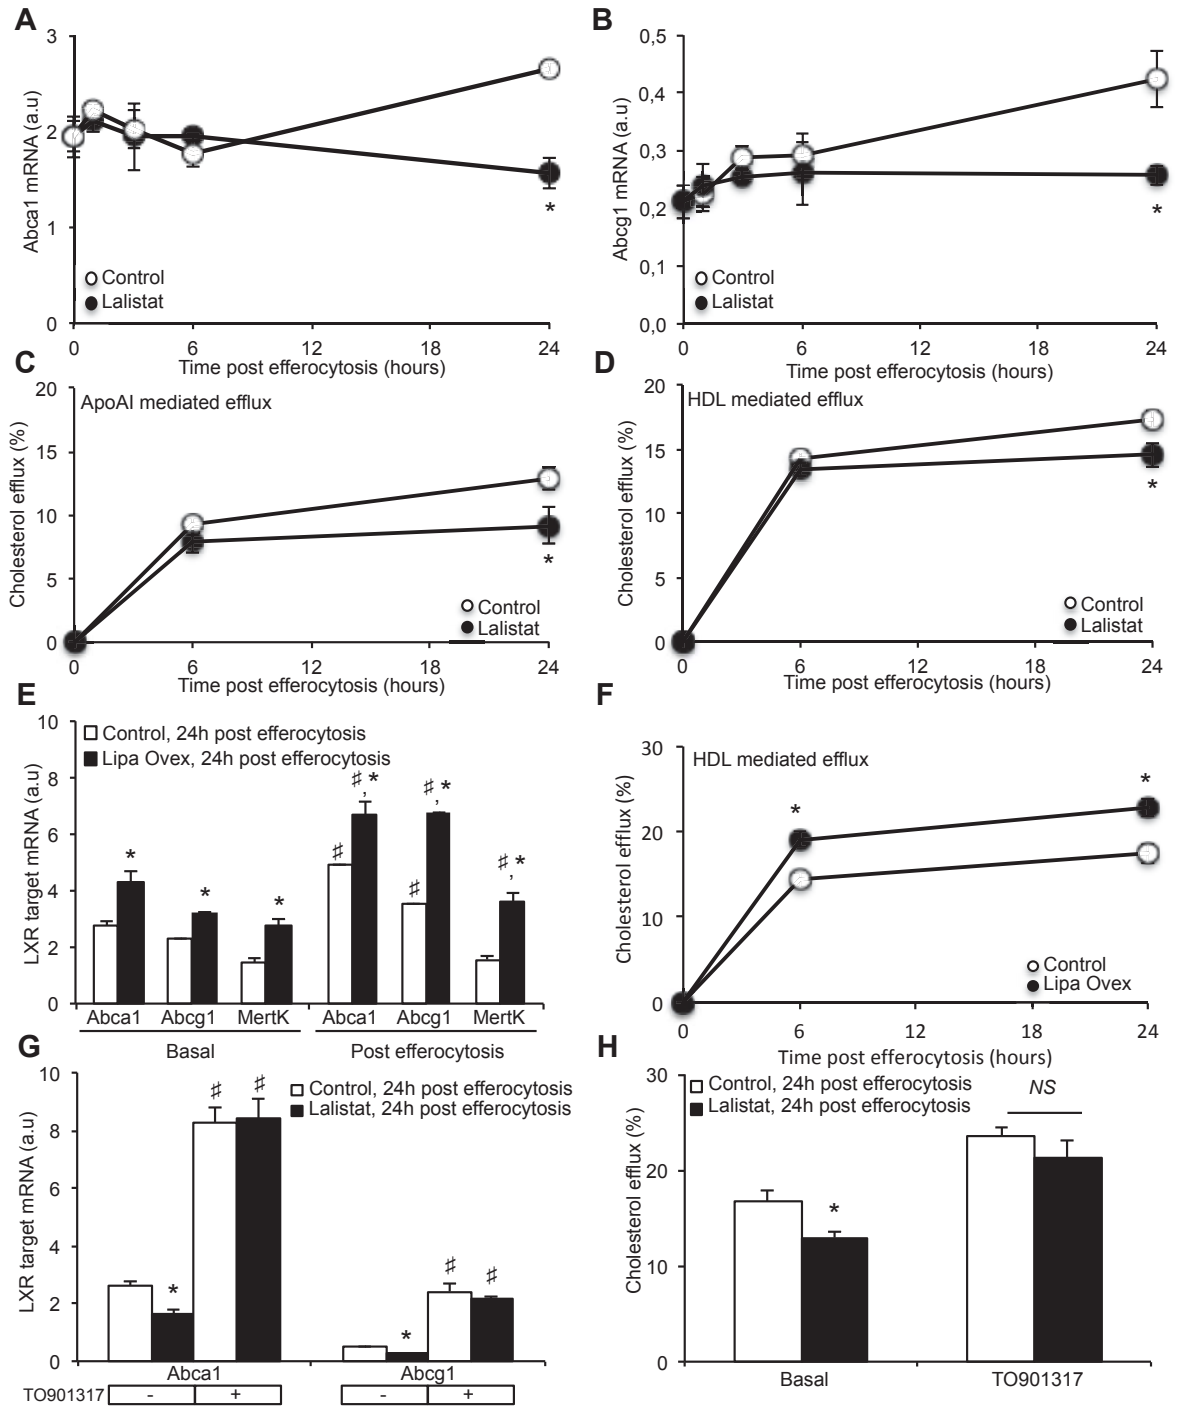 A
Abca1 mRNA (a.u)
3
2
1
0
Control
Lalistat
*
0 6 12 18 24
Time post efferocytosis (hours)
B
Abcg1 mRNA (a.u)
0,5
0,4
0,3
0,2
0,1
0,0
Control
Lalistat
*
0 6 12 18 24
Time post efferocytosis (hours)
C
Cholesterol efflux (%)
20
15
10
5
0
ApoAI mediated efflux
*
Control
Lalistat
0 6 12 18 24
Time post efferocytosis (hours)
D
Cholesterol efflux (%)
20
15
10
5
0
HDL mediated efflux
*
Control
Lalistat
0 6 12 18 24
Time post efferocytosis (hours)
E
LXR target mRNA (a.u)
10
8
6
4
2
0
Control, 24h post efferocytosis
Lipa Ovex, 24h post efferocytosis
* * * ♯ ♯,* ♯ ♯,* ♯,*
Abca1 Abcg1 MertK Abca1 Abcg1 MertK
Basal Post efferocytosis
F
Cholesterol efflux (%)
30
20
10
0
HDL mediated efflux
* *
Control
Lipa Ovex
0 6 12 18 24
Time post efferocytosis (hours)
G
LXR target mRNA (a.u)
10
8
6
4
2
0
Control, 24h post efferocytosis
Lalistat, 24h post efferocytosis
* ♯ ♯ * ♯ ♯
Abca1 Abcg1
TO901317 - + - +
H
Cholesterol efflux (%)
30
20
10
0
Control, 24h post efferocytosis
Lalistat, 24h post efferocytosis
NS
*
Basal TO901317